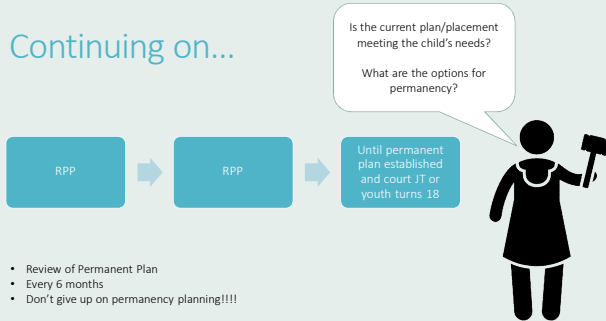 Continuing on...
Is the current plan/placement
meeting the child's needs?
What are the options for
permanency?
RPP
RPP
Until permanent
plan established
and court JT or
youth turns 18
• Review of Permanent Plan
• Every 6 months
• Don't give up on permanency planning!!!!